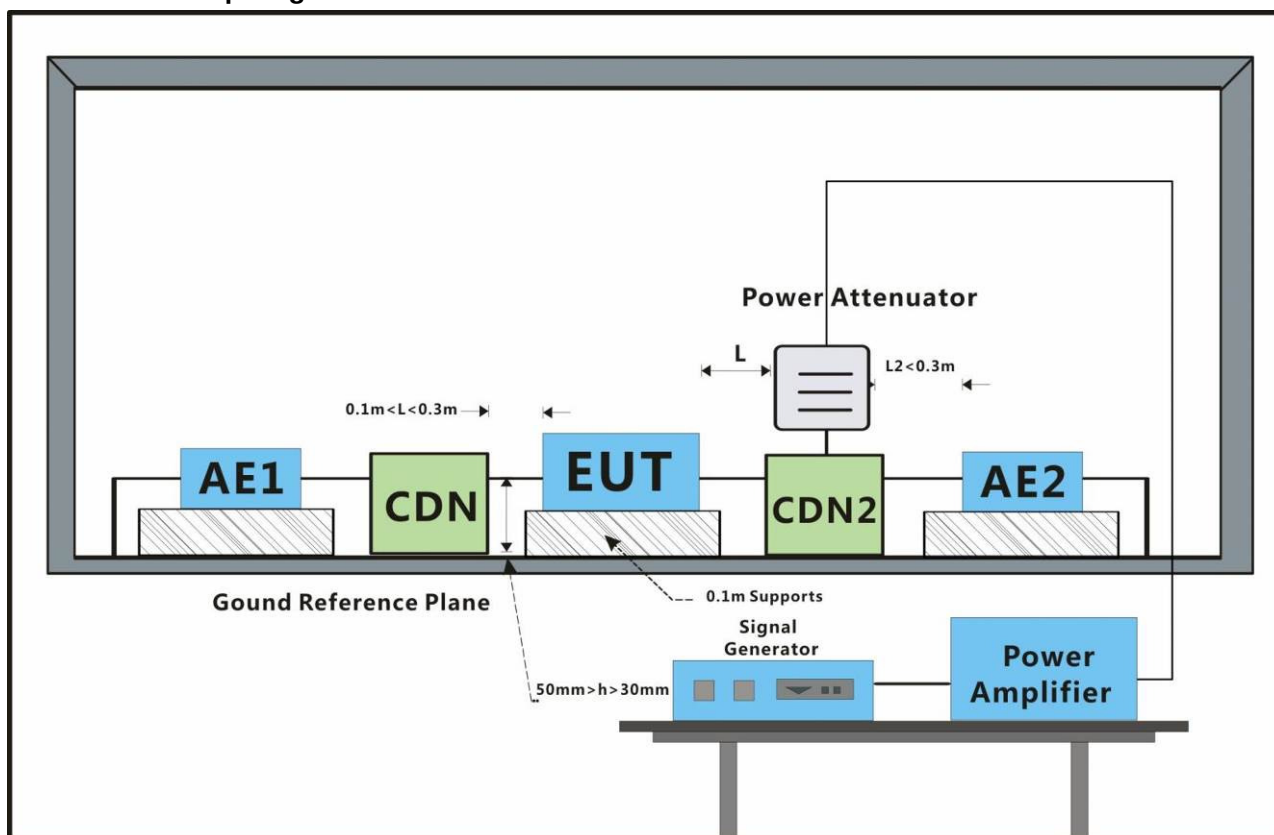 Power Attenuator
L
L2<0.3m
0.1m<L<0.3m
AE1
CDN
EUT
CDN2
AE2
Gound Reference Plane
0.1m Supports
Signal
Generator
50mm>h>30mm
Power
Amplifier